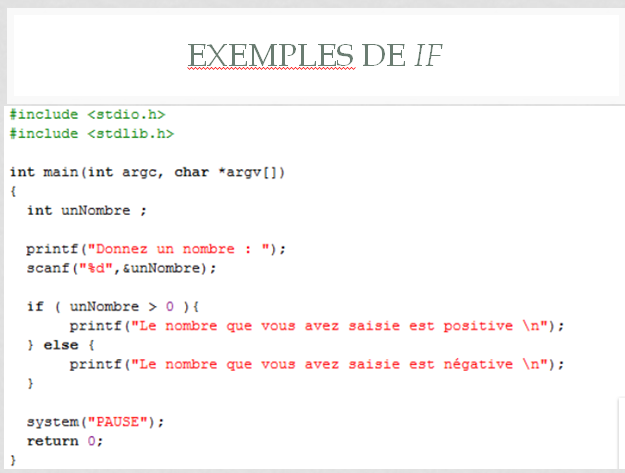 EXEMPLES DE IF
#include <stdio.h>
#include <stdlib.h>
int main(int argc, char *argv[])
{
int unNombre ;
printf("Donnez un nombre : ");
scanf("%d",&unNombre);
if ( unNombre > 0 ){
printf("Le nombre que vous avez saisie est positive \n");
} else {
printf("Le nombre que vous avez saisie est négative \n");
}
system("PAUSE");
return 0;
}